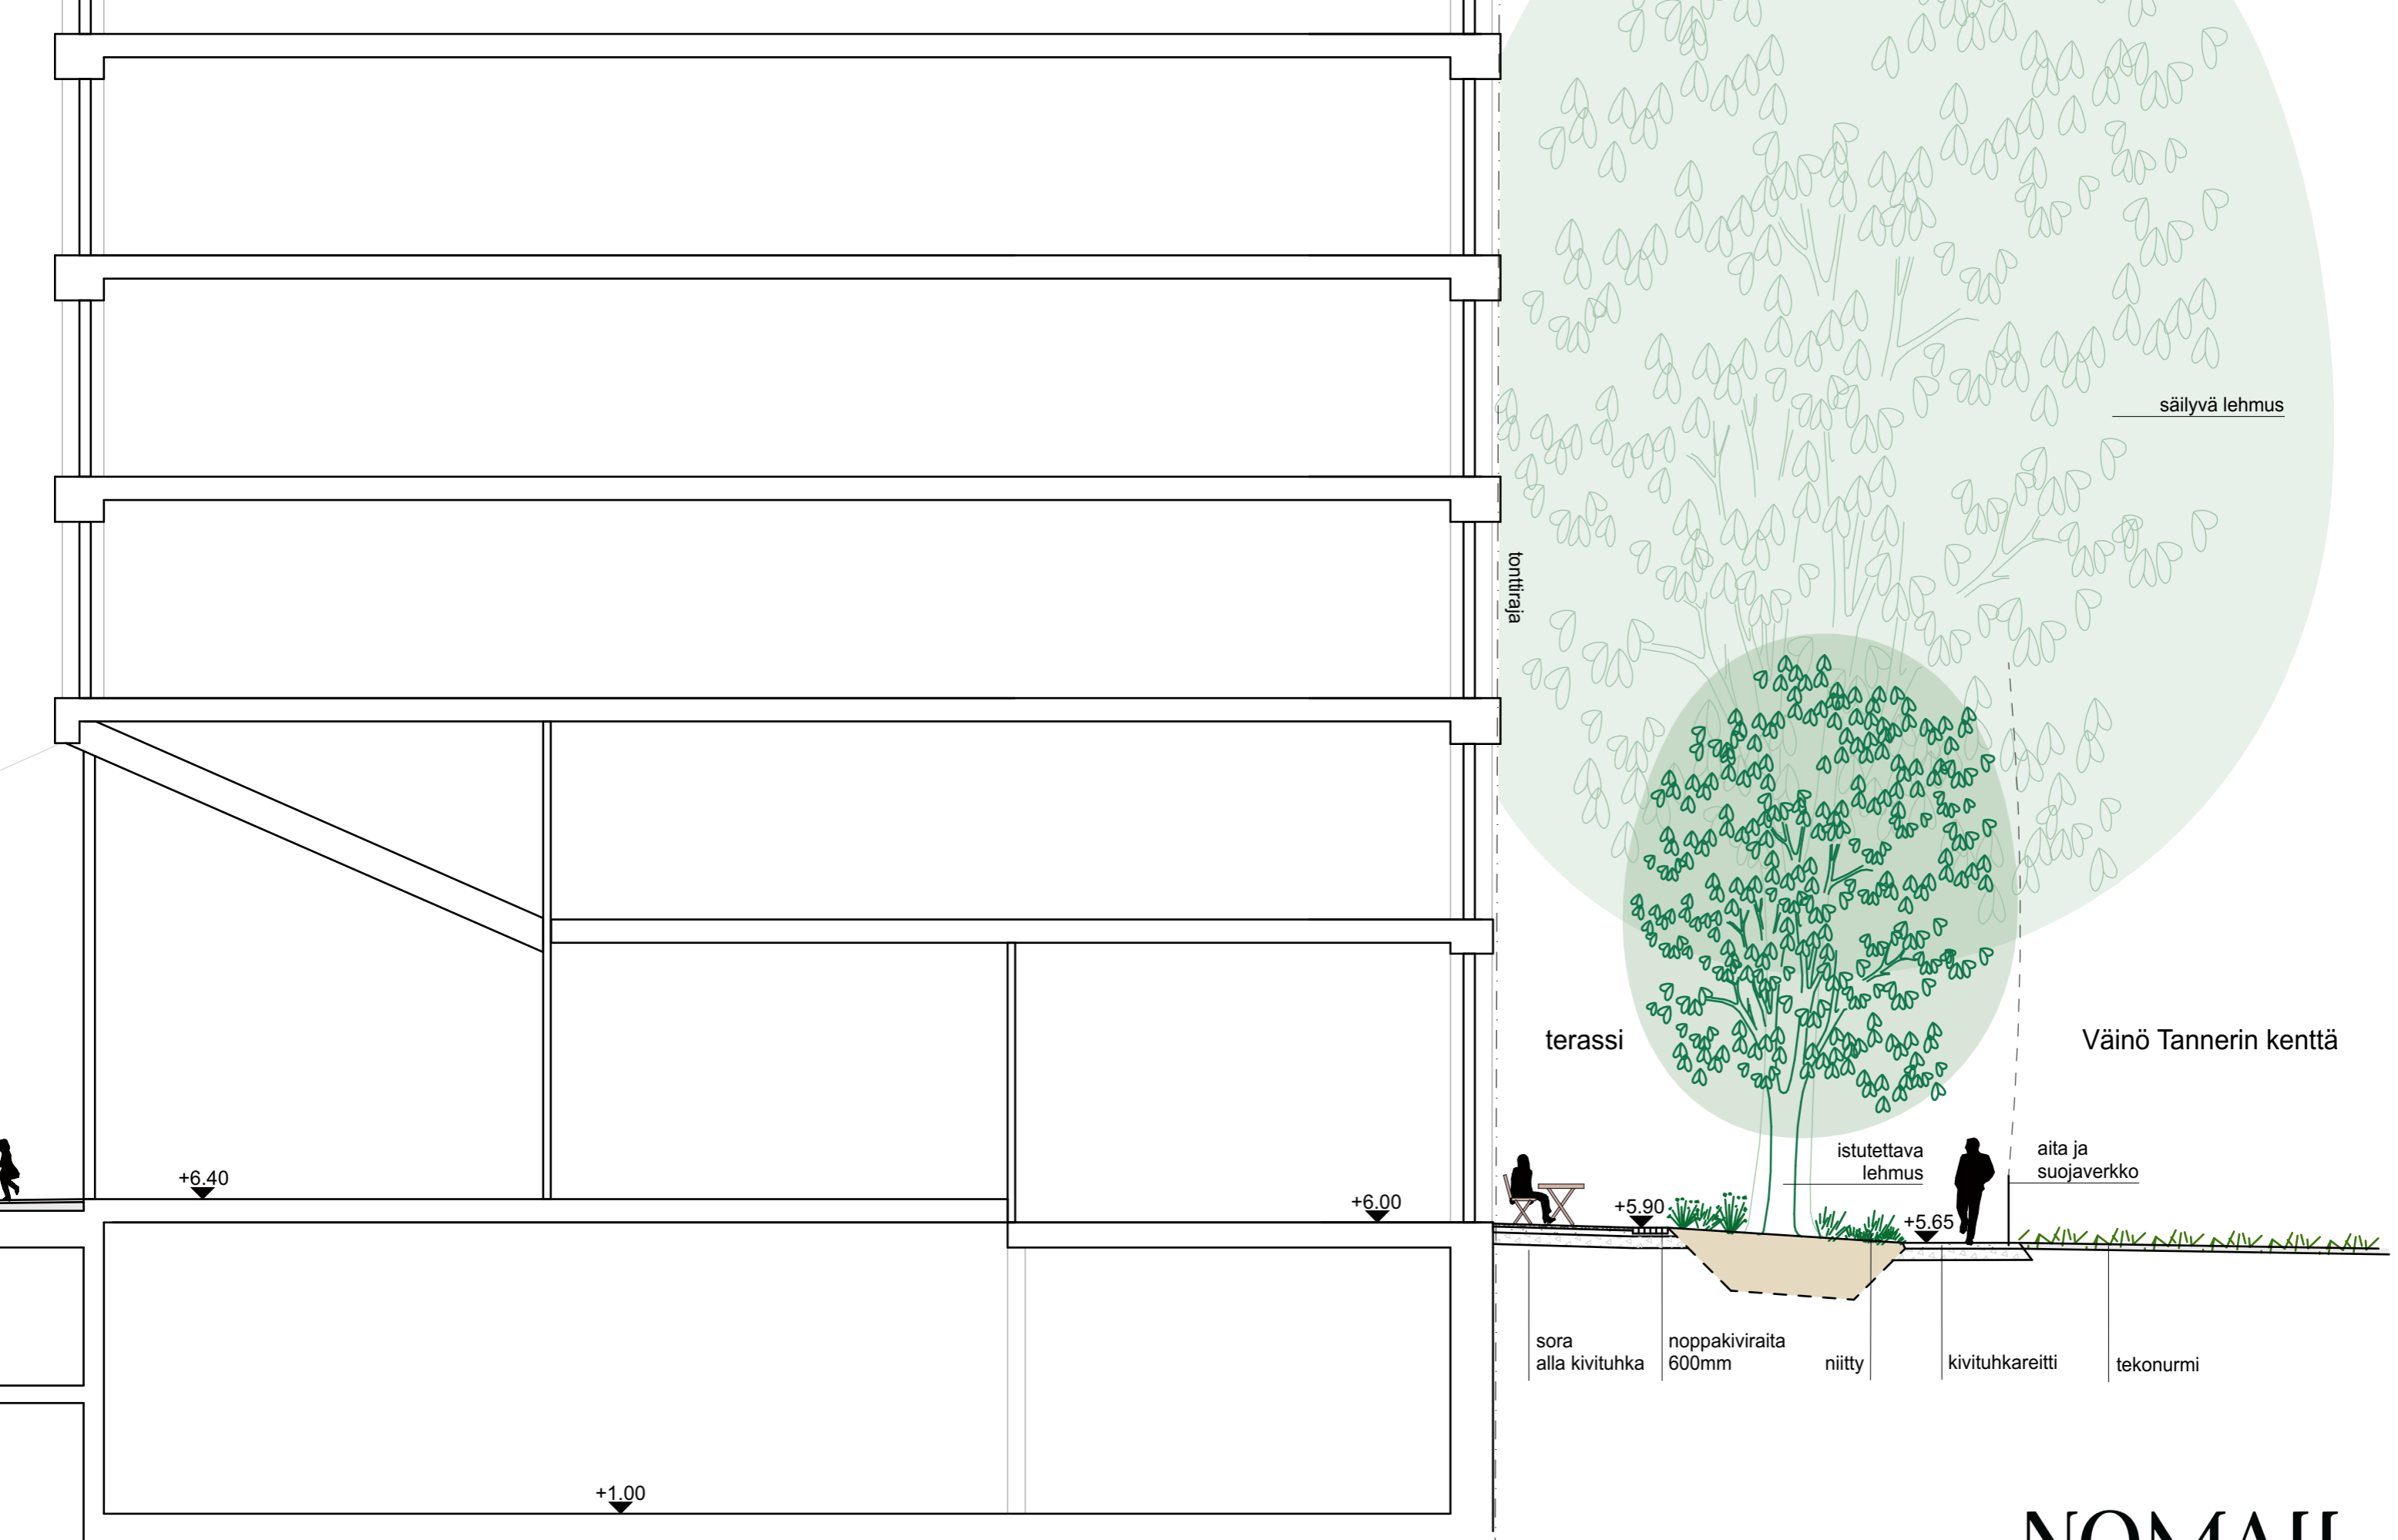 säilyvä lehmus
tonttiraja
terassi
Väinö Tannerin kenttä
istutettava
lehmus
aita ja
suojaverkko
+6.40
+6.00
+5.90
+5.65
sora
alla kivituhka
noppakiviraita
600mm
niitty
kivituhkareitti
tekonurmi
+1.00